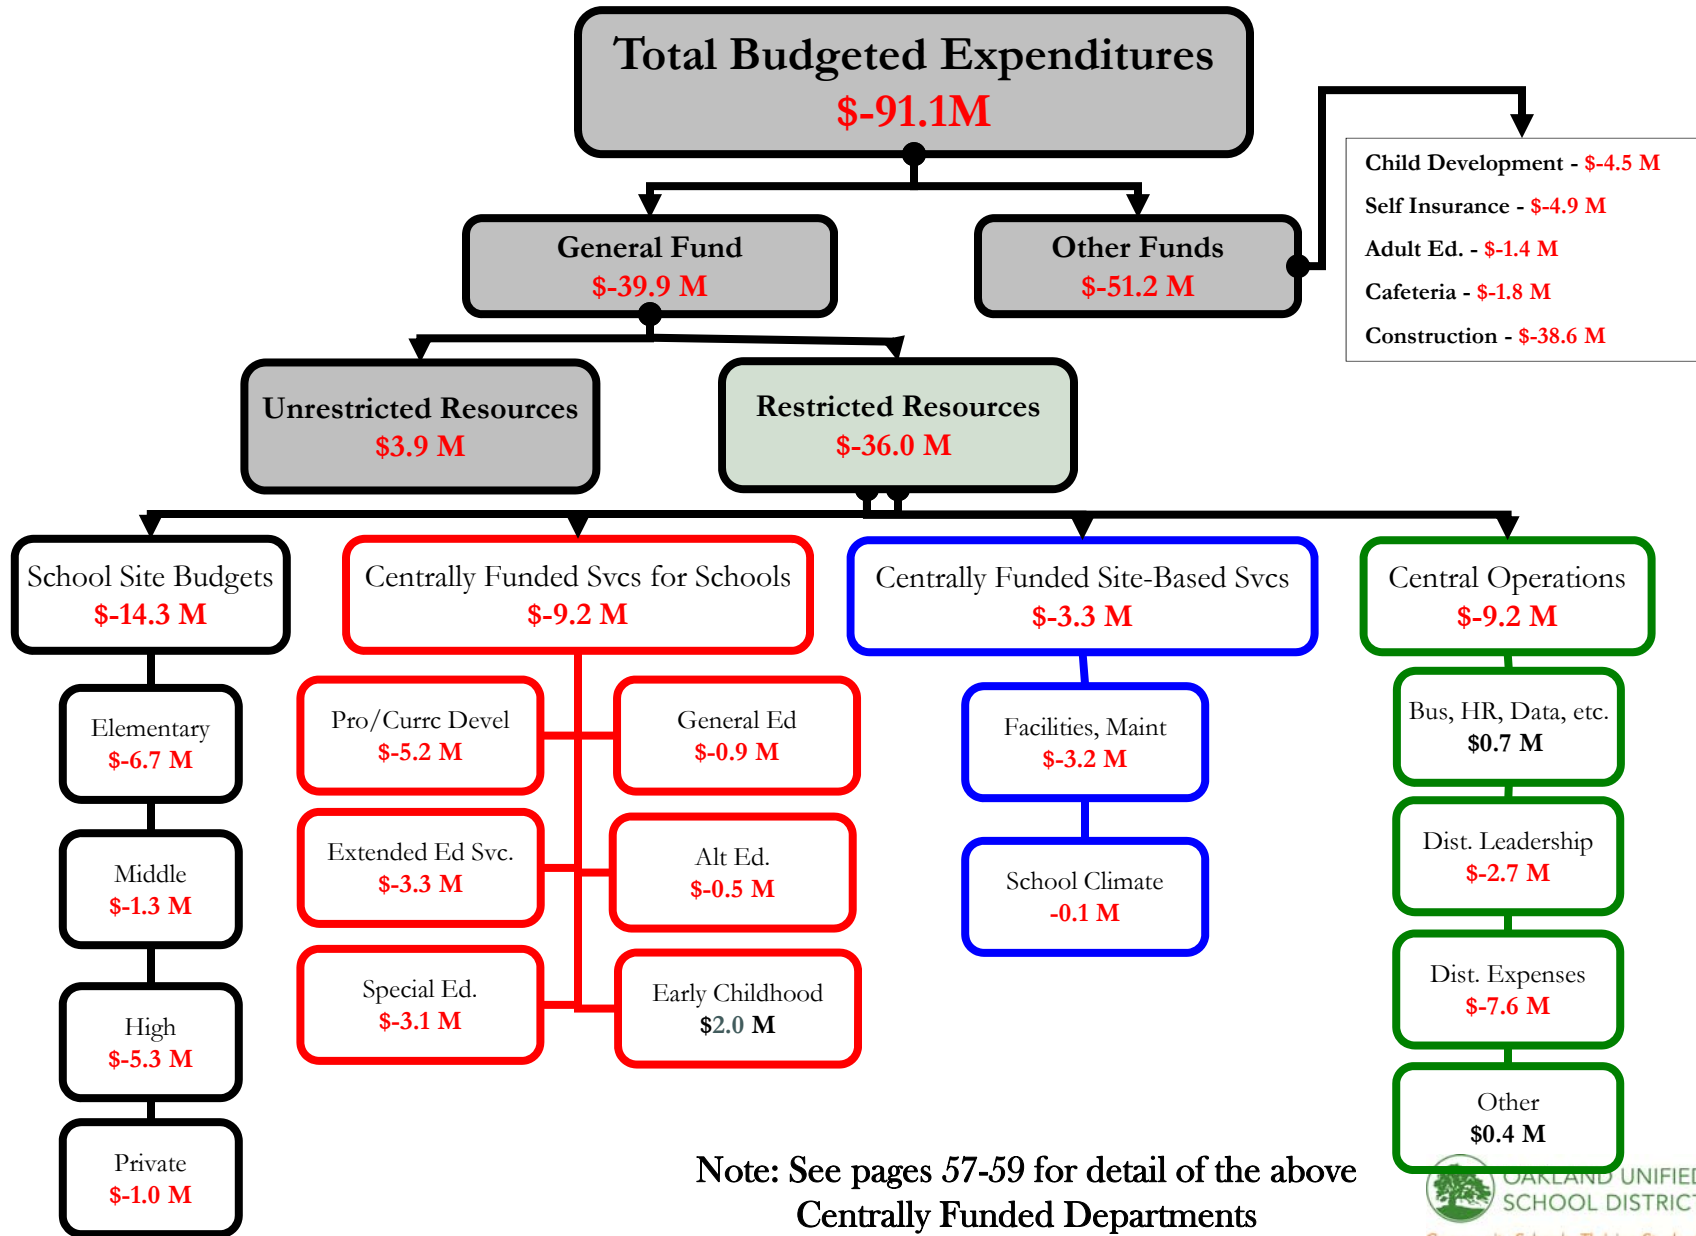 Total Budgeted Expenditures
$-91.1M
Child Development - $-4.5 M
Self Insurance - $-4.9 M
Adult Ed. - $-1.4 M
Cafeteria - $-1.8 M
Construction - $-38.6 M
General Fund
$-39.9 M
Other Funds
$-51.2 M
Unrestricted Resources
$3.9 M
Restricted Resources
$-36.0 M
School Site Budgets
$-14.3 M
Centrally Funded Svcs for Schools
$-9.2 M
Centrally Funded Site-Based Svcs
$-3.3 M
Central Operations
$-9.2 M
Elementary
$-6.7 M
Middle
$-1.3 M
High
$-5.3 M
Private
$-1.0 M
Pro/Currc Devel
$-5.2 M
General Ed
$-0.9 M
Extended Ed Svc.
$-3.3 M
Alt Ed.
$-0.5 M
Special Ed.
$-3.1 M
Early Childhood
$2.0 M
Facilities, Maint
$-3.2 M
School Climate
-0.1 M
Bus, HR, Data, etc.
$0.7 M
Dist. Leadership
$-2.7 M
Dist. Expenses
$-7.6 M
Other
$0.4 M
Note: See pages 57-59 for detail of the above
Centrally Funded Departments
OAKLAND UNIFIED
SCHOOL DISTRICT